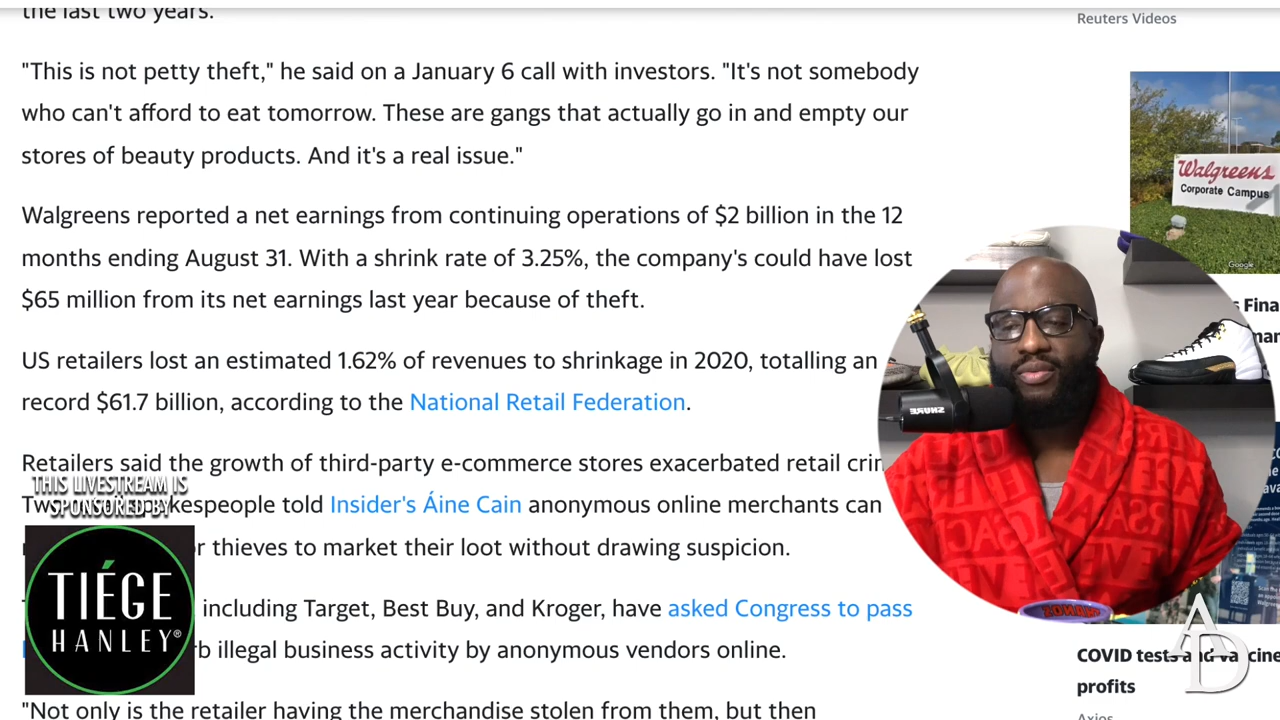 the last two years.
"This is not petty theft," he said on a January 6 call with investors. "It's not somebody
who can't afford to eat tomorrow. These are gangs that actually go in and empty our
stores of beauty products. And it's a real issue."
Walgreens reported a net earnings from continuing operations of $2 billion in the 12
months ending August 31. With a shrink rate of 3.25%, the company's could have lost
$65 million from its net earnings last year because of theft.
US retailers lost an estimated 1.62% of revenues to shrinkage in 2020, totalling an
record $61.7 billion, according to the National Retail Federation.
Retailers said the growth of third-party e-commerce stores exacerbated retail
told Insider's Áine Cain anonymous online merchants can
thieves to market their loot without drawing suspicion.
including Target, Best Buy, and Kroger, have asked Congress to pass
illegal business activity by anonymous vendors online.
"Not only is the retailer having the merchandise stolen from them, but then
THIS LIVESTREAM IS
SPONSORED BY
TIÉGE
HANLEY®
Reuters Videos
Walgreens
Corporate Campus
Google
SHURE
COVID tests and vaccine
profits
Axios
AD